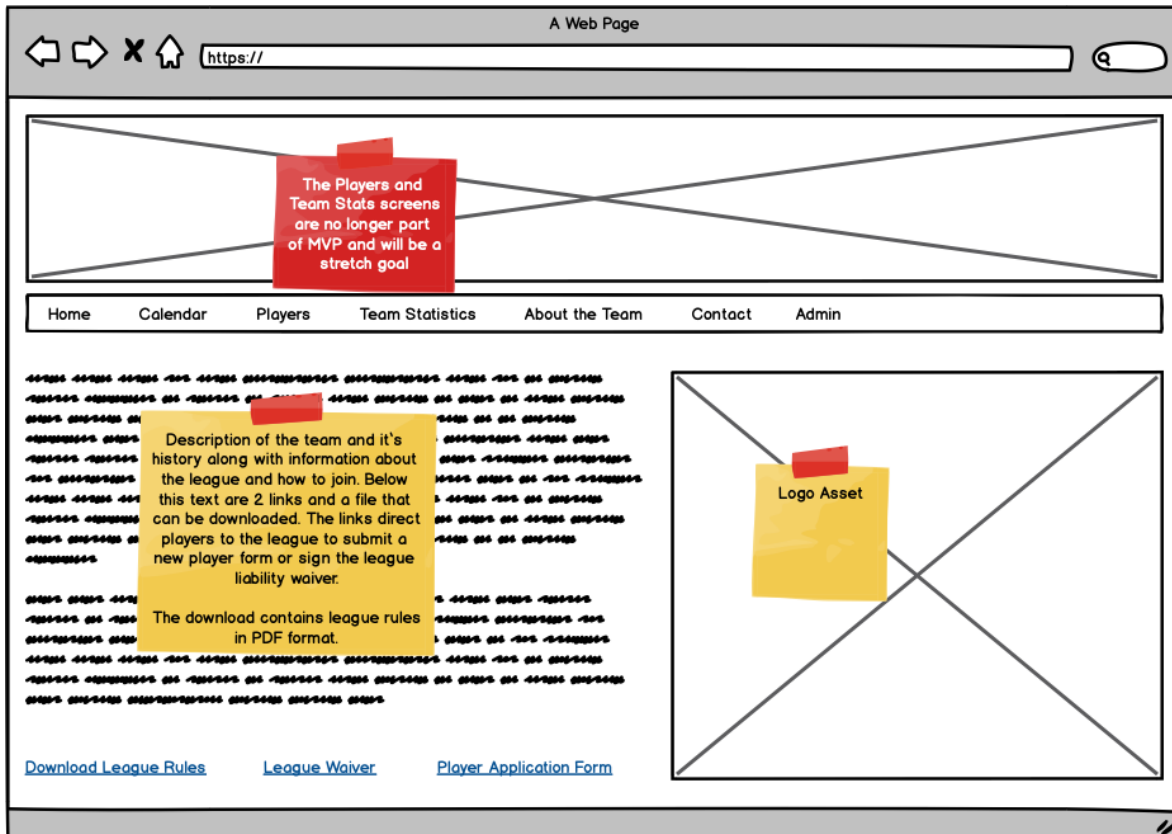 A Web Page
https://
The Players and
Team Stats screens
are no longer part
of MVP and will be a
stretch goal
Home Calendar Players Team Statistics About the Team Contact Admin
Description of the team and it`s
history along with information about
the league and how to join. Below
this text are 2 links and a file that
can be downloaded. The links direct
players to the league to submit a
new player form or sign the league
liability waiver.
The download contains league rules
in PDF format.
Logo Asset
Download League Rules League Waiver Player Application Form